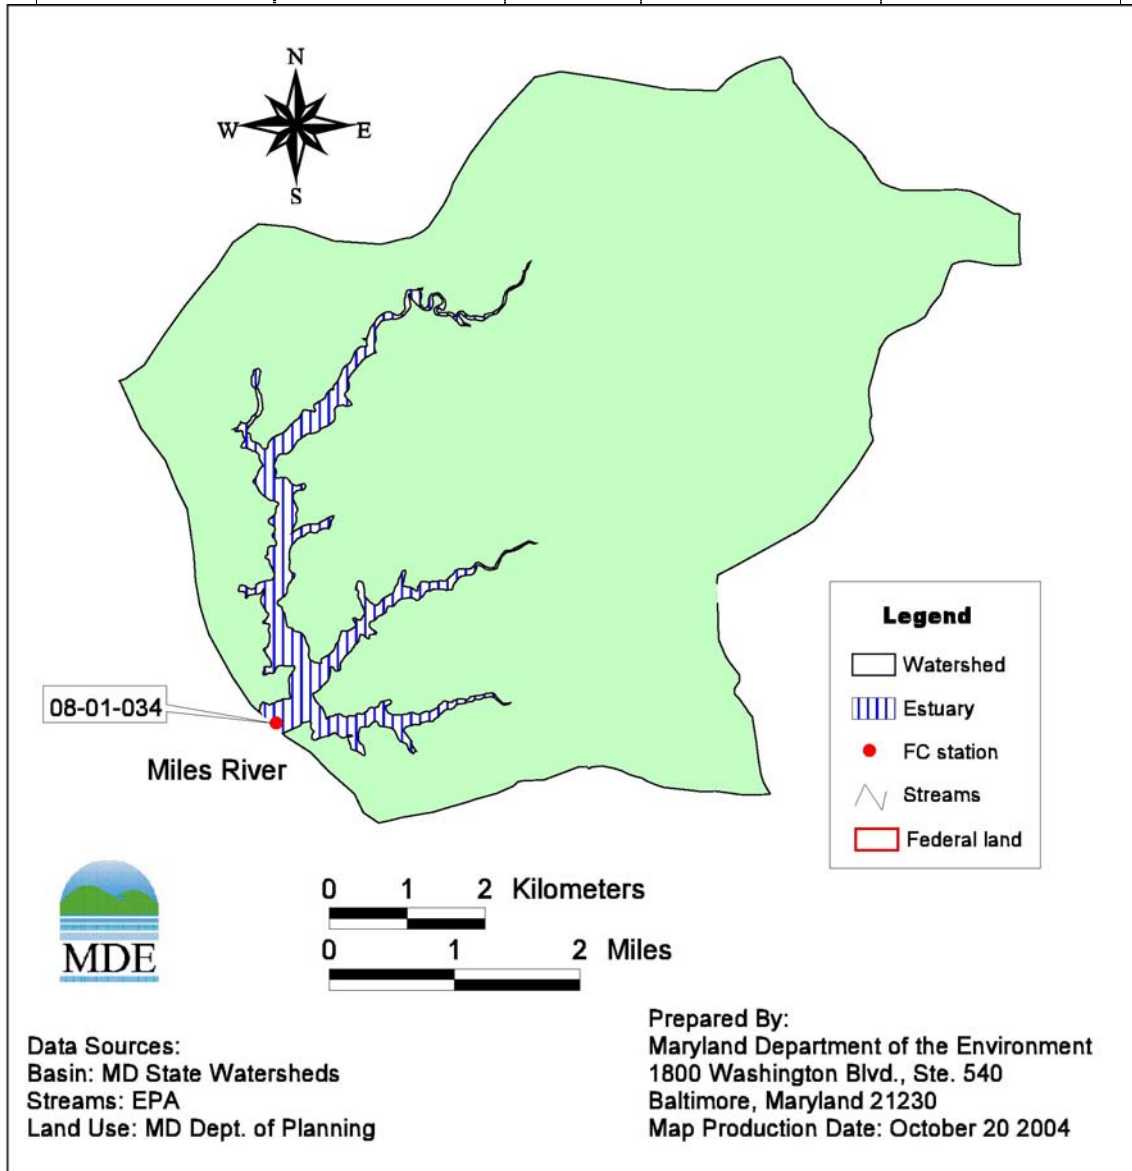 N
W E
S
08-01-034
Miles River
Legend
Watershed
Estuary
FC station
Streams
Federal land
0 1 2 Kilometers
0 1 2 Miles
MDE
Data Sources:
Basin: MD State Watersheds
Streams: EPA
Land Use: MD Dept. of Planning
Prepared By:
Maryland Department of the Environment
1800 Washington Blvd., Ste. 540
Baltimore, Maryland 21230
Map Production Date: October 20 2004